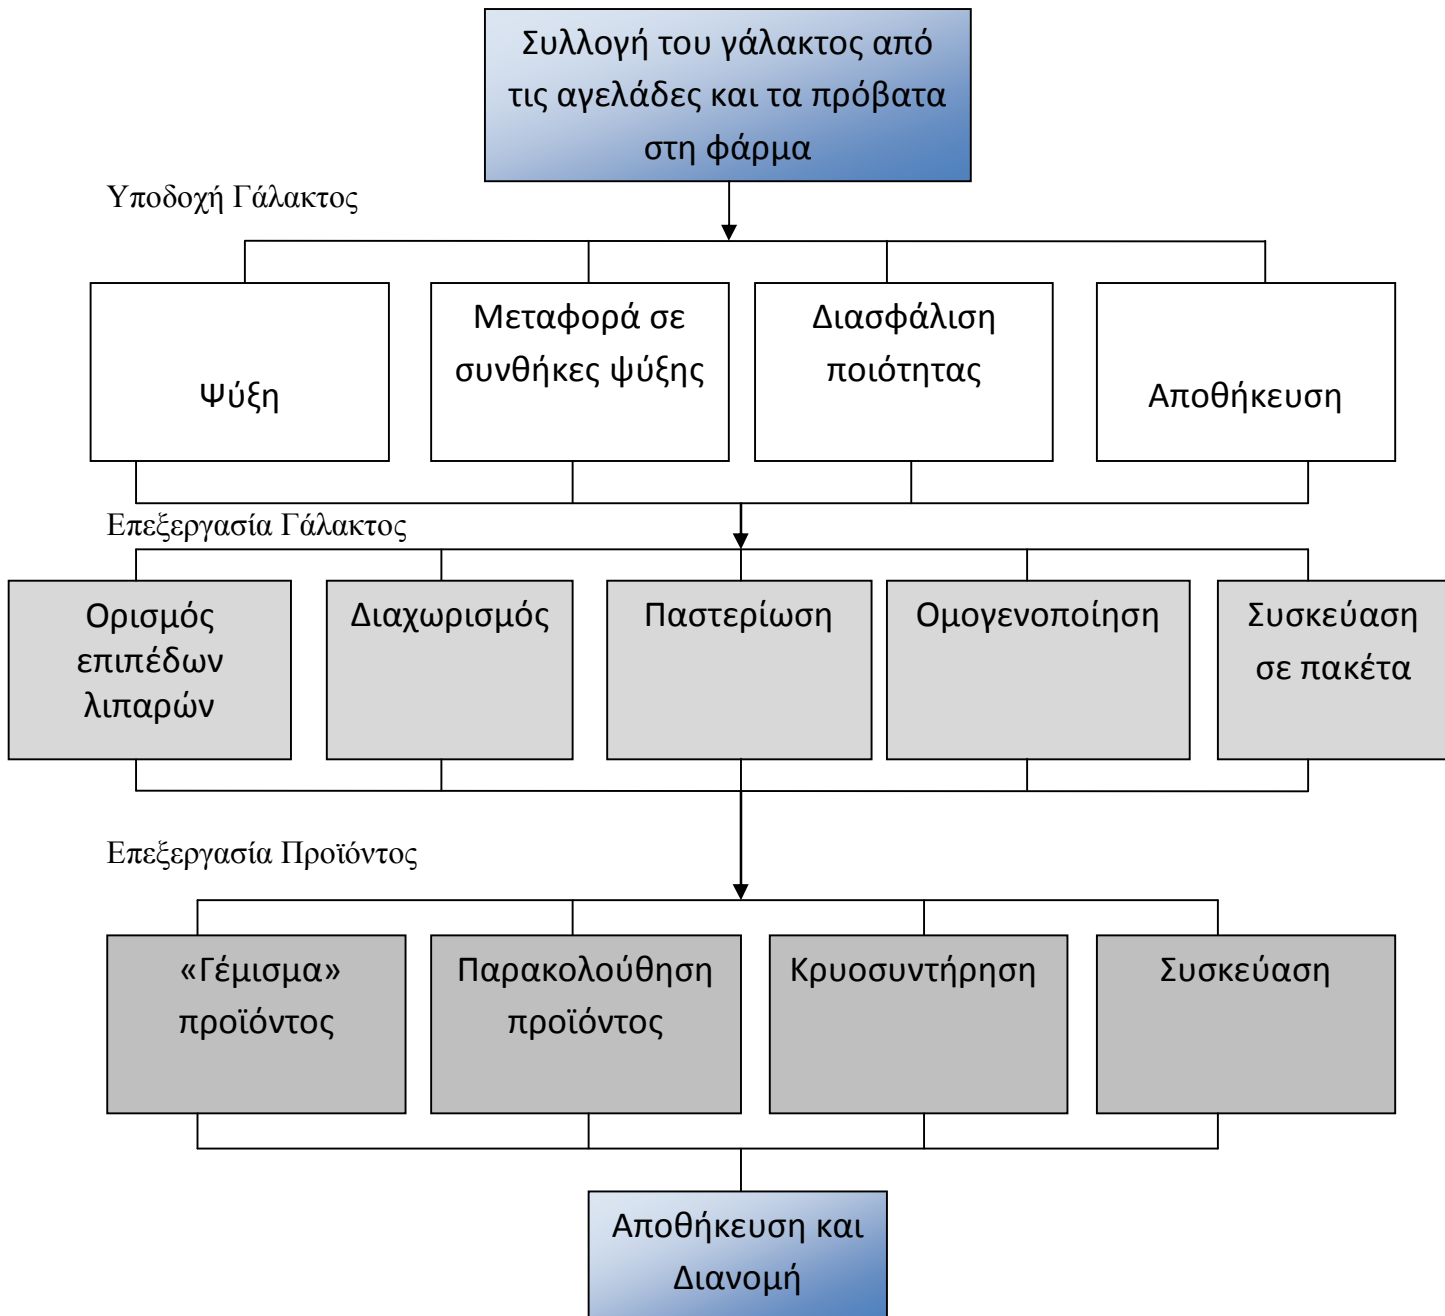 Συλλογή του γάλακτος από
τις αγελάδες και τα πρόβατα
στη φάρμα
Υποδοχή Γάλακτος
Ψύξη
Μεταφορά σε
συνθήκες ψύξης
Διασφάλιση
ποιότητας
Αποθήκευση
Επεξεργασία Γάλακτος
Ορισμός
επιπέδων
λιπαρών
Διαχωρισμός
Παστερίωση
Ομογενοποίηση
Συσκεύαση
σε πακέτα
Επεξεργασία Προϊόντος
«Γέμισμα»
προϊόντος
Παρακολούθηση
προϊόντος
Κρυοσυντήρηση
Συσκεύαση
Αποθήκευση και
Διανομή